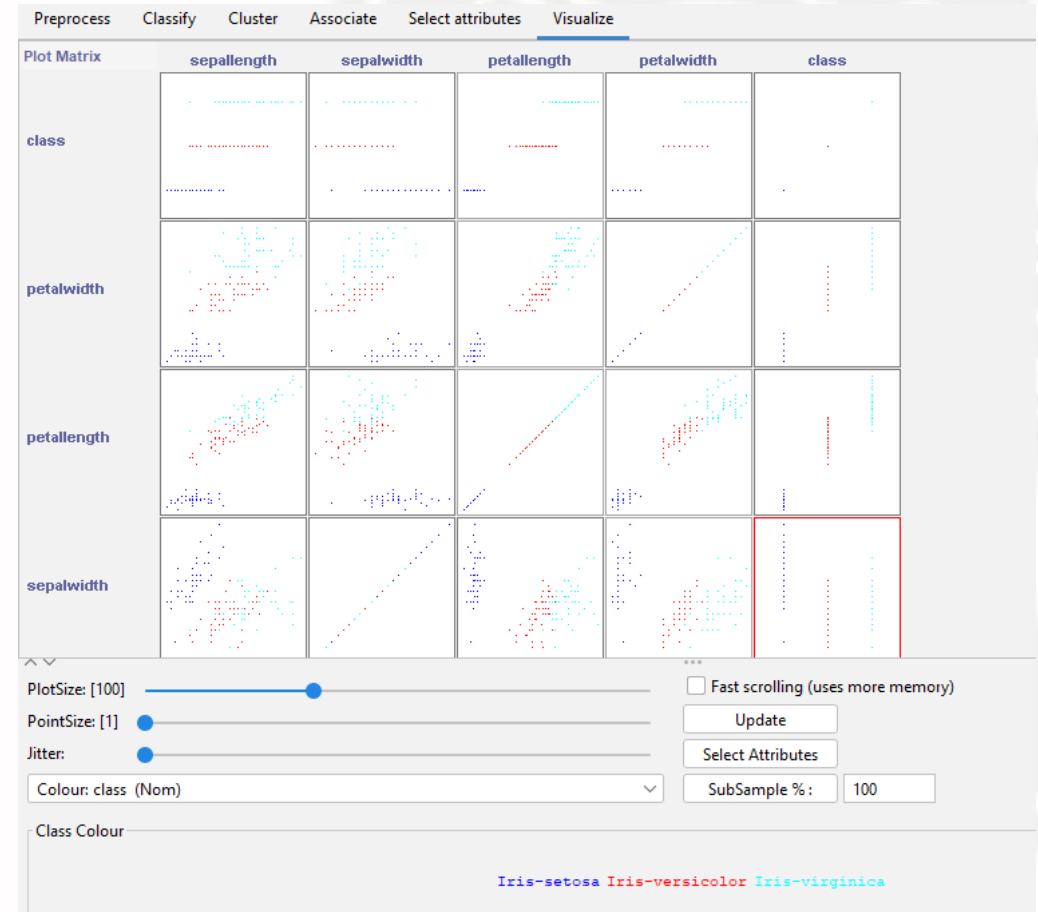 Preprocess Classify Cluster Associate Select attributes Visualize
Plot Matrix sepallength sepalwidth petallength petalwidth class
class
petalwidth
petallength
sepalwidth
PlotSize: [100] Fast scrolling (uses more memory)
PointSize: [1] Update
Jitter: Select Attributes
Colour: class (Nom) SubSample % : 100
Class Colour
Iris-setosa Iris-versicolor Iris-virginica